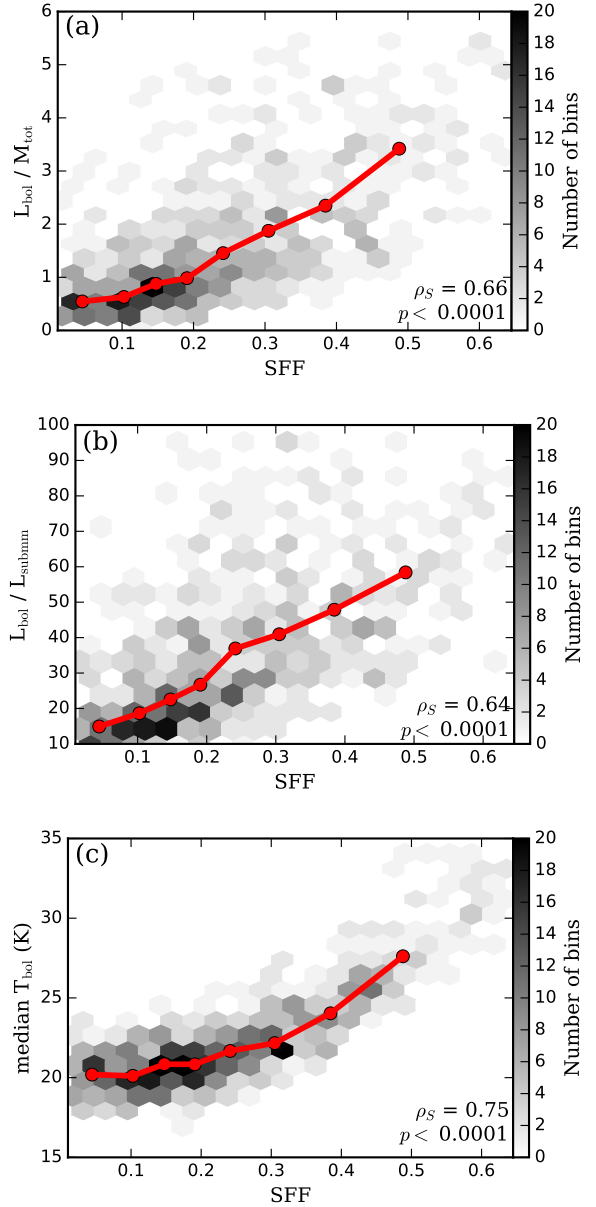 (a)
6
5
4
3
2
1
0
L_bol / M_tot
0.1 0.2 0.3 0.4 0.5 0.6
SFF
ρ_S = 0.66
p < 0.0001
20
18
16
14
12
10
8
6
4
2
0
Number of bins
(b)
100
90
80
70
60
50
40
30
20
10
L_bol / L_submm
0.1 0.2 0.3 0.4 0.5 0.6
SFF
ρ_S = 0.64
p < 0.0001
20
18
16
14
12
10
8
6
4
2
0
Number of bins
(c)
35
30
25
20
15
median T_bol (K)
0.1 0.2 0.3 0.4 0.5 0.6
SFF
ρ_S = 0.75
p < 0.0001
20
18
16
14
12
10
8
6
4
2
0
Number of bins